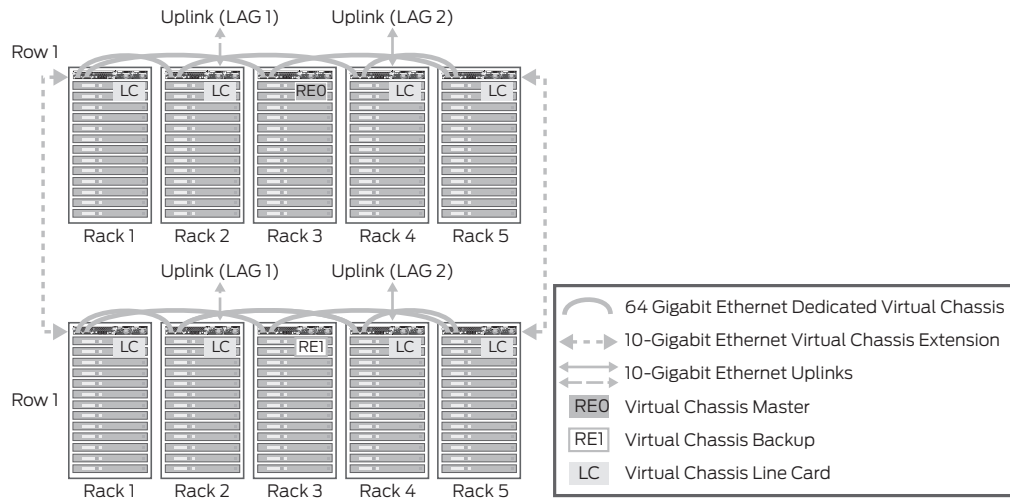 Uplink (LAG 1) Uplink (LAG 2)
Row 1
LC LC RE0 LC LC
Rack 1 Rack 2 Rack 3 Rack 4 Rack 5
Uplink (LAG 1) Uplink (LAG 2)
LC LC RE1 LC LC
Row 1
Rack 1 Rack 2 Rack 3 Rack 4 Rack 5
64 Gigabit Ethernet Dedicated Virtual Chassis
10-Gigabit Ethernet Virtual Chassis Extension
10-Gigabit Ethernet Uplinks
RE0 Virtual Chassis Master
RE1 Virtual Chassis Backup
LC Virtual Chassis Line Card